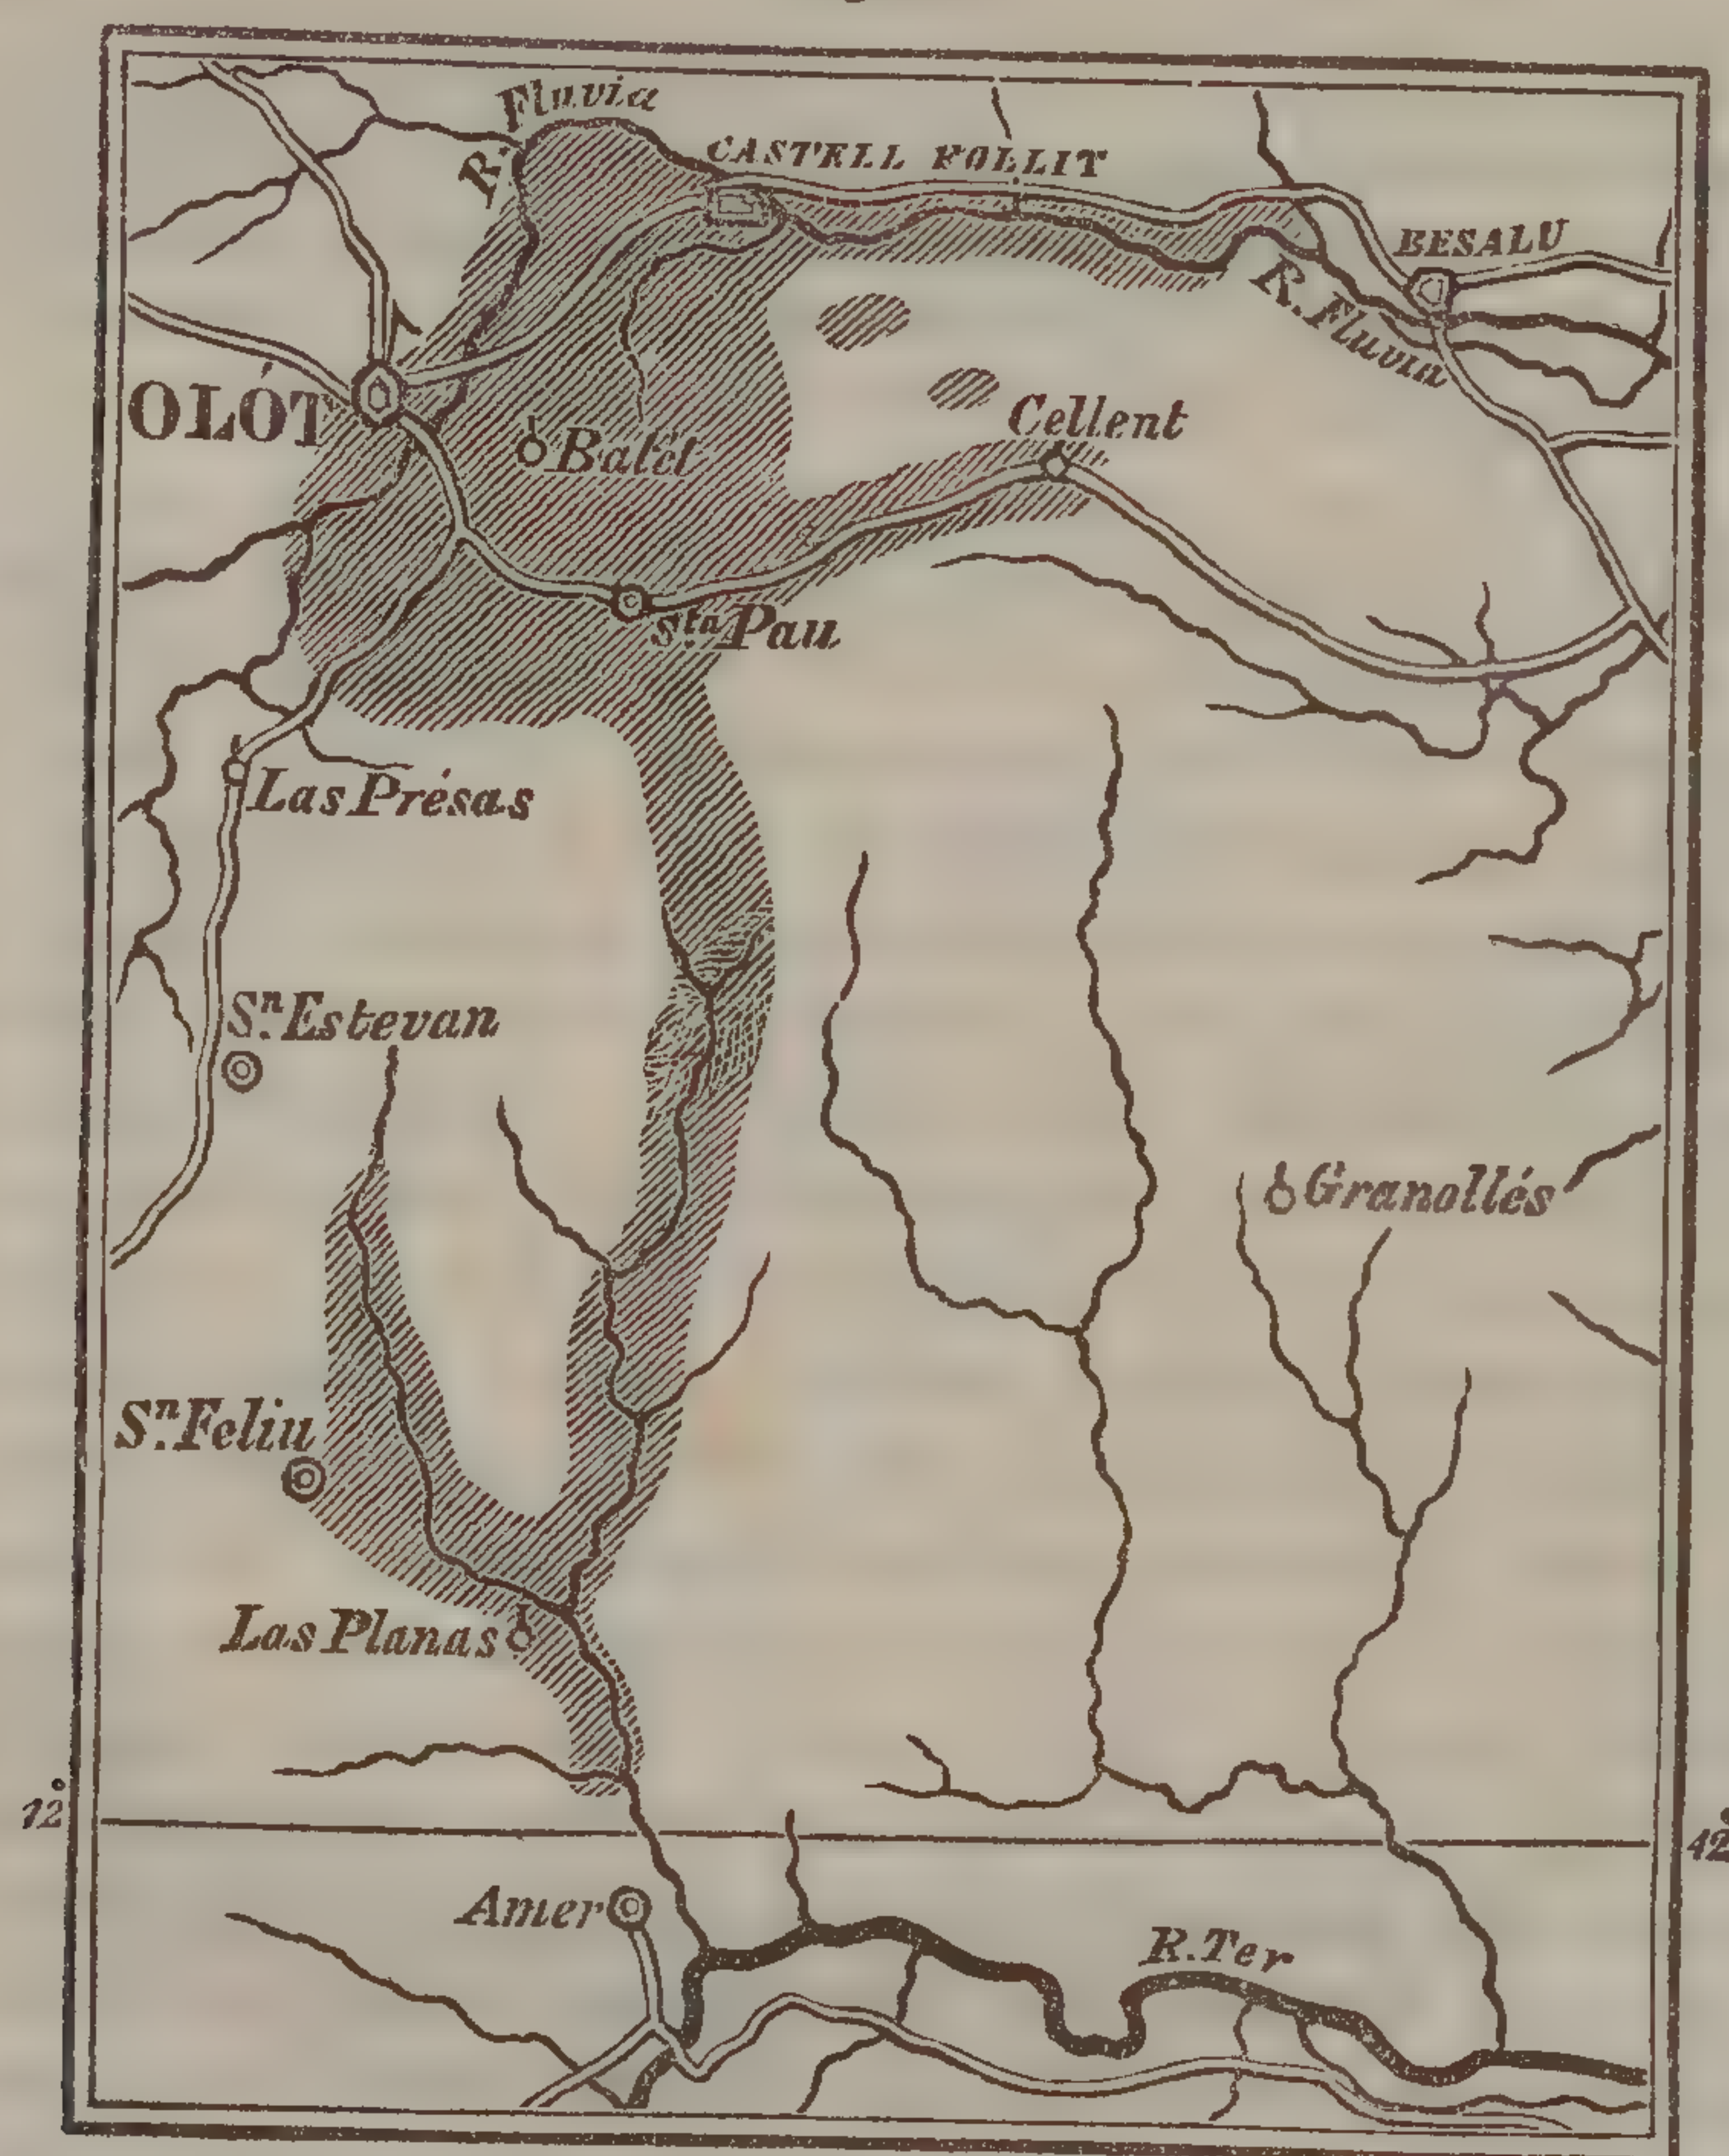 R. Fluvia
CASTELL FOLLIT
BESALU
R. Fluvia
OLÓT
Cellent
Batet
Sta Pau
Las Présas
Sn. Estevan
Granollés
Sn. Feliu
Las Planas
42°
42°
Amer
R. Ter